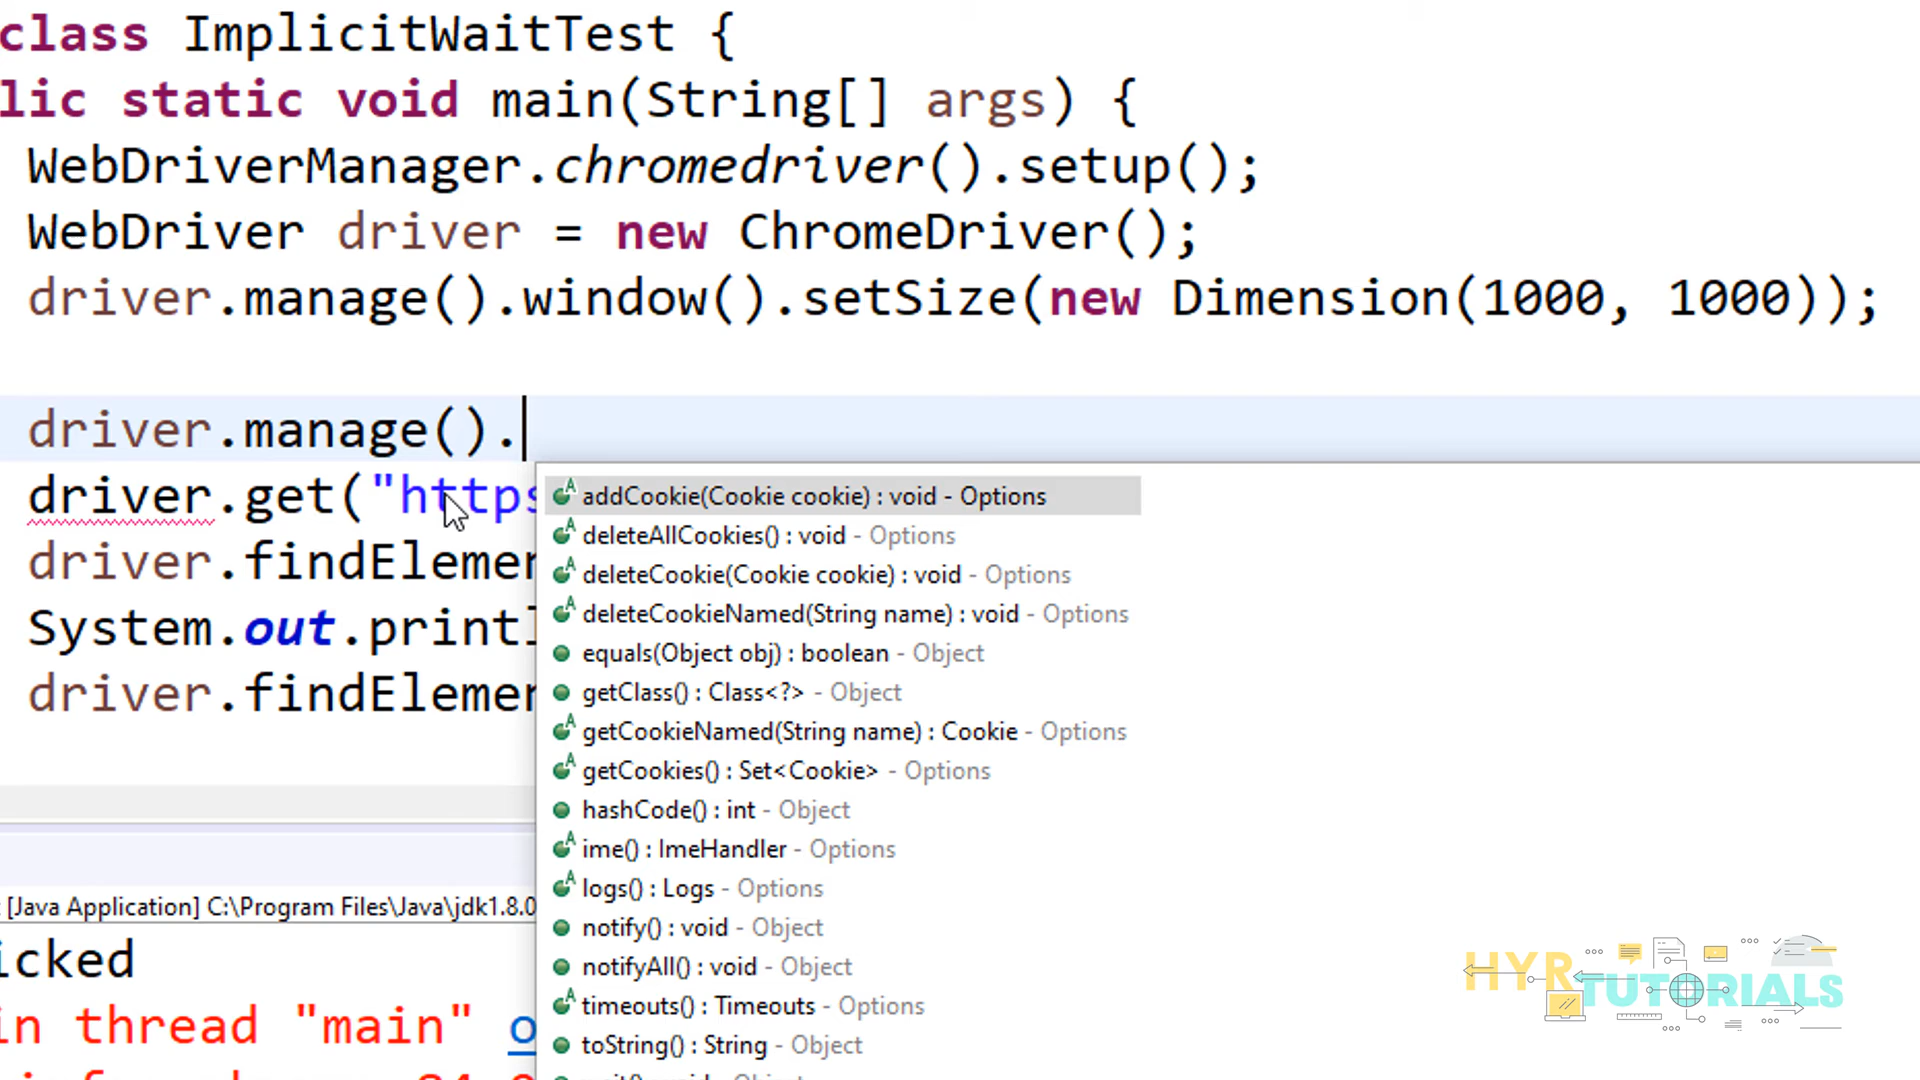 class ImplicitWaitTest {
lic static void main(String[] args) {
WebDriverManager.chromedriver().setup();
WebDriver driver = new ChromeDriver();
driver.manage().window().setSize(new Dimension(1000, 1000));
driver.manage().
driver.get("https
driver.findElemen
System.out.printl
driver.findElemen
addCookie(Cookie cookie) : void - Options
deleteAllCookies() : void - Options
deleteCookie(Cookie cookie) : void - Options
deleteCookieNamed(String name) : void - Options
equals(Object obj) : boolean - Object
getClass() : Class<?> - Object
getCookieNamed(String name) : Cookie - Options
getCookies() : Set<Cookie> - Options
hashCode() : int - Object
ime() : ImeHandler - Options
logs() : Logs - Options
notify() : void - Object
notifyAll() : void - Object
timeouts() : Timeouts - Options
toString() : String - Object
[Java Application] C:\Program Files\Java\jdk1.8.0
icked
in thread "main" o
HYR TUTORIALS